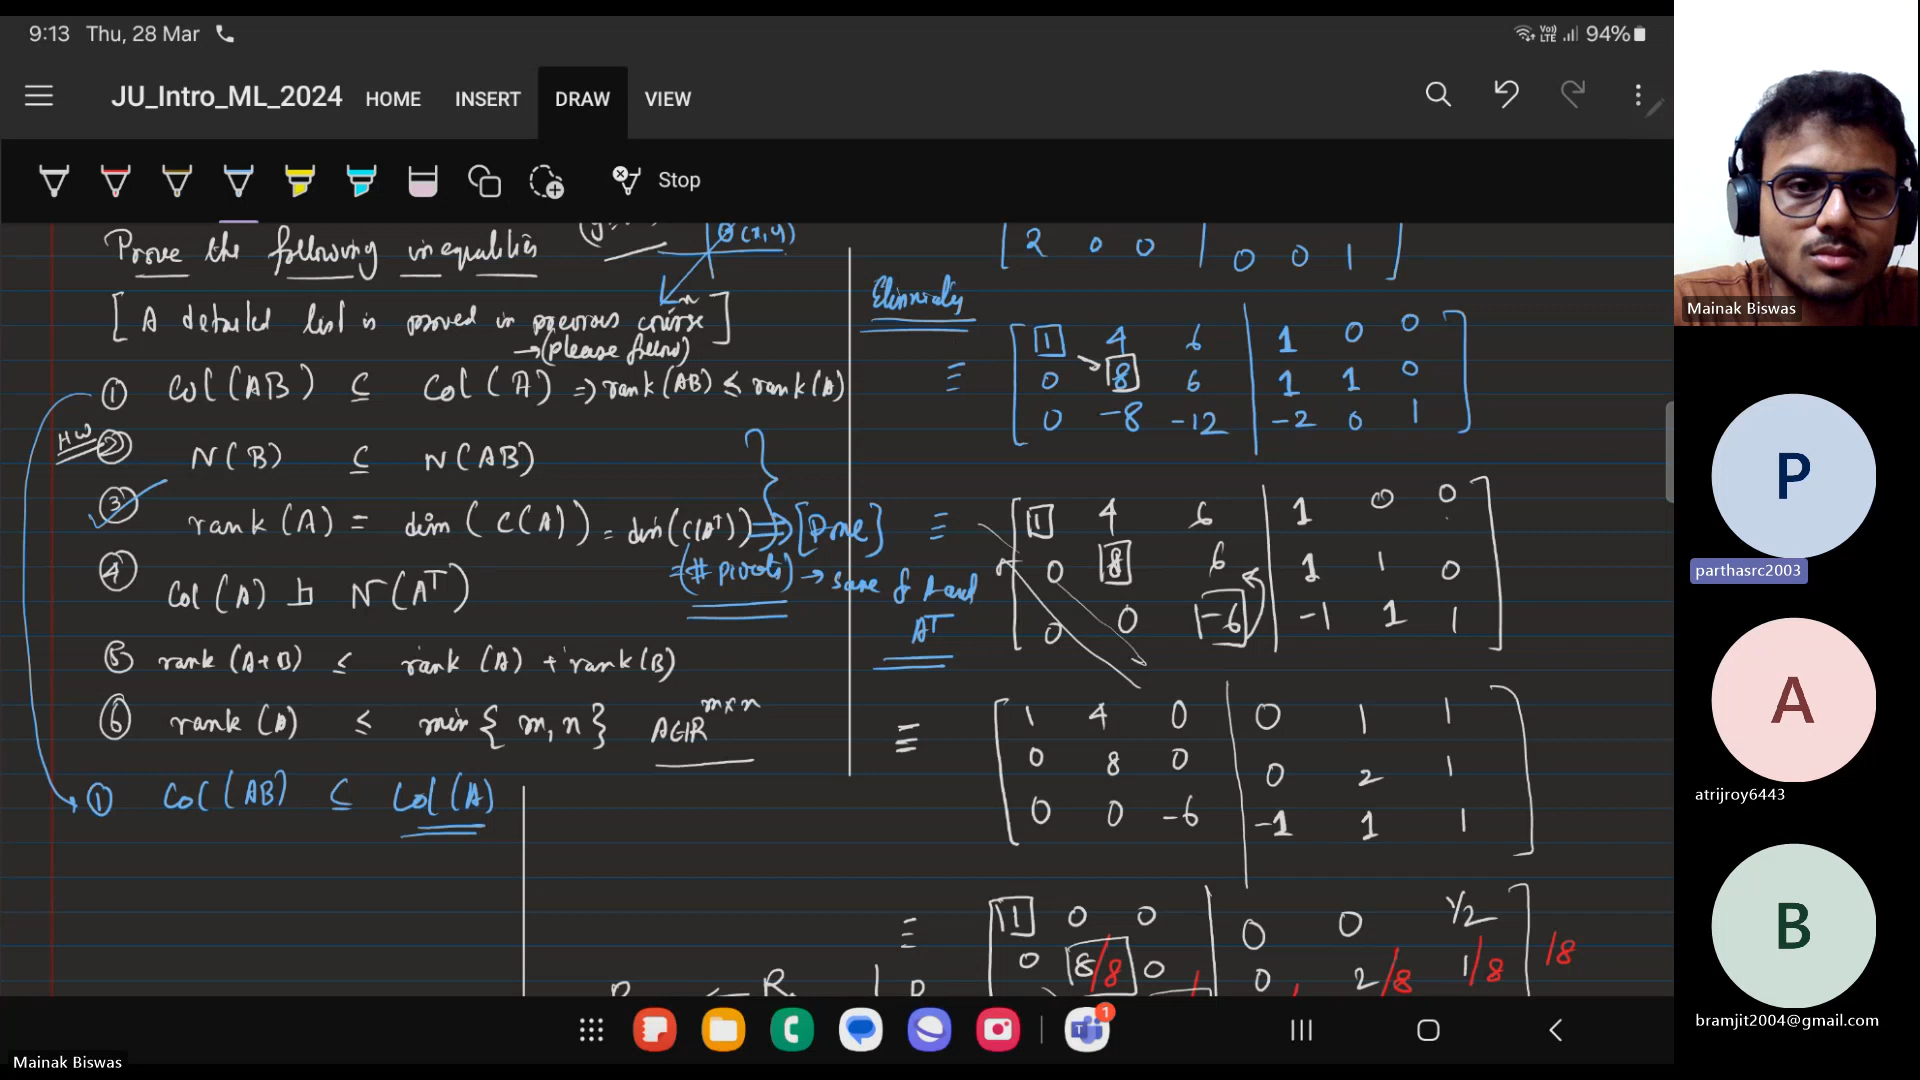 9:13 Thu, 28 Mar
Vo)) LTE 94%
JU_Intro_ML_2024 HOME INSERT DRAW VIEW
Stop
Prove the following inequalities
[A detailed list is proved in previous course]
→(please follow)
① Col(AB) ⊆ Col(A) ⇒ rank(AB) ≤ rank(A)
HW ② N(B) ⊆ N(AB)
③ rank(A) = dim(C(A)) = dim(C(Aᵀ)) ⇒ [Prove]
=(# pivots) → same for A and
Aᵀ
④ Col(A) ⊥ N(Aᵀ)
⑤ rank(A+B) ≤ rank(A) + rank(B)
⑥ rank(A) ≤ min{m,n} A∈ℝᵐˣⁿ
① Col(AB) ⊆ Col(A)
(x,y)
[2 0 0 | 0 0 1]
≡
[1 4 6 | 1 0 0
0 8 6 | 1 1 0
0 -8 -12 | -2 0 1]
≡
[1 4 6 | 1 0 0
0 8 6 | 1 1 0
0 0 -6 | -1 1 1]
≡
[1 4 0 | 0 1 1
0 8 0 | 0 2 1
0 0 -6 | -1 1 1]
≡
[1 0 0 | 0 0 1/2
0 8/8 0 | 0 2/8 1/8] /8
Mainak Biswas
P
parthasrc2003
A
atrijroy6443
B
bramjit2004@gmail.com
1
Mainak Biswas